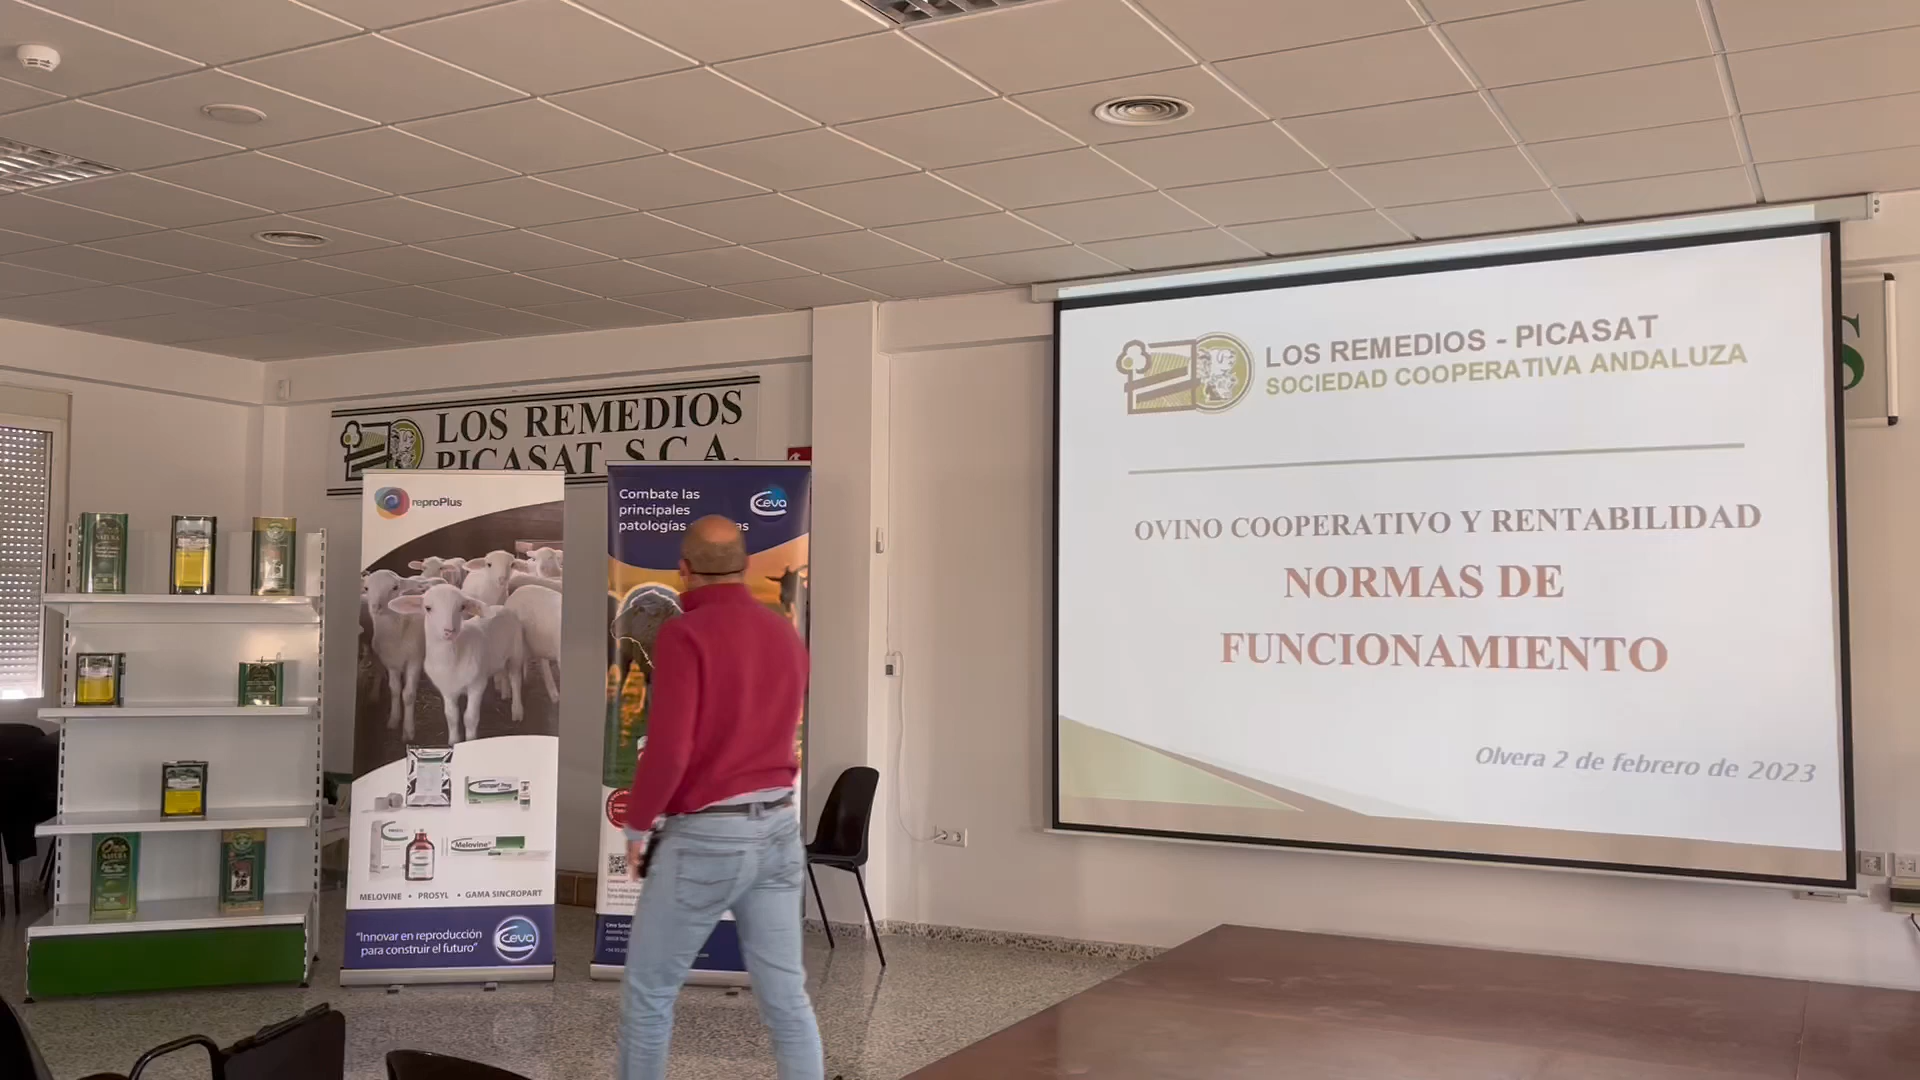 LOS REMEDIOS
PICASAT, S.C.A.
reproPlus
MELOVINE • PROSYL • GAMA SINCROPART
"Innovar en reproducción
para construir el futuro"
Ceva
Combate las
principales
patologías
Ceva
Melovine
LOS REMEDIOS - PICASAT
SOCIEDAD COOPERATIVA ANDALUZA
OVINO COOPERATIVO Y RENTABILIDAD
NORMAS DE
FUNCIONAMIENTO
Olvera 2 de febrero de 2023